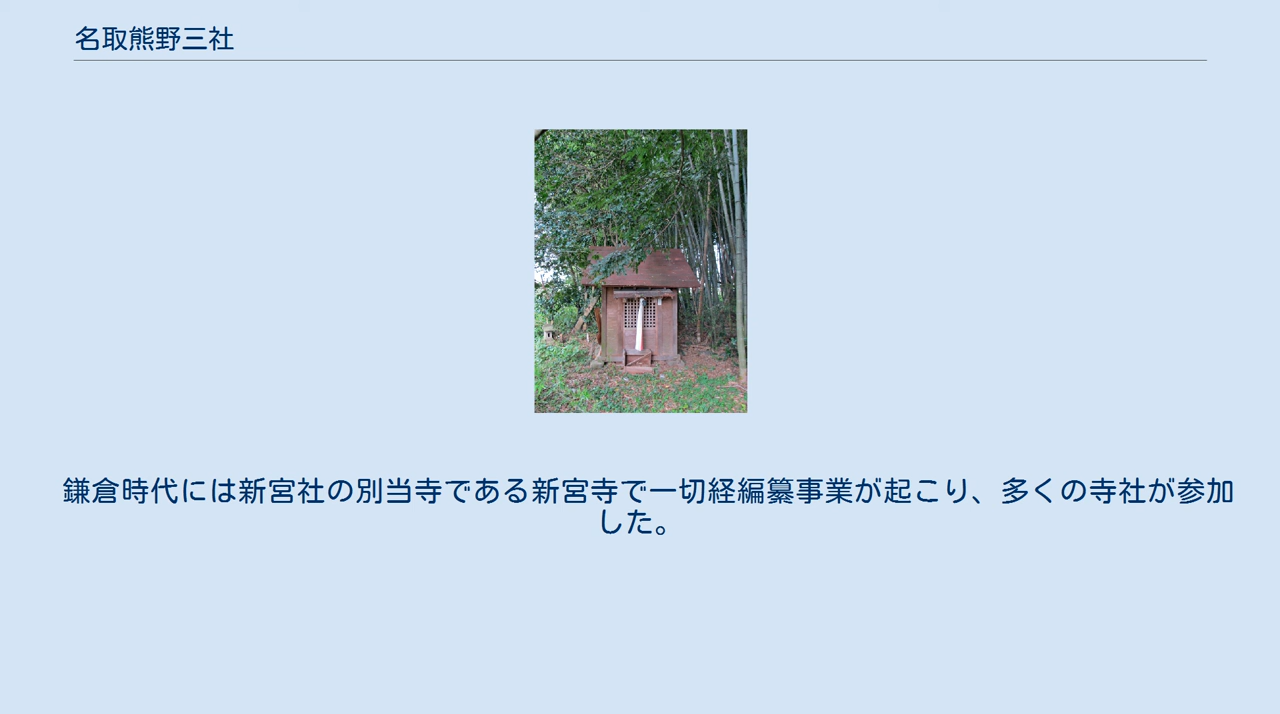 名取熊野三社
鎌倉時代には新宮社の別当寺である新宮寺で一切経編纂事業が起こり、多くの寺社が参加
した。